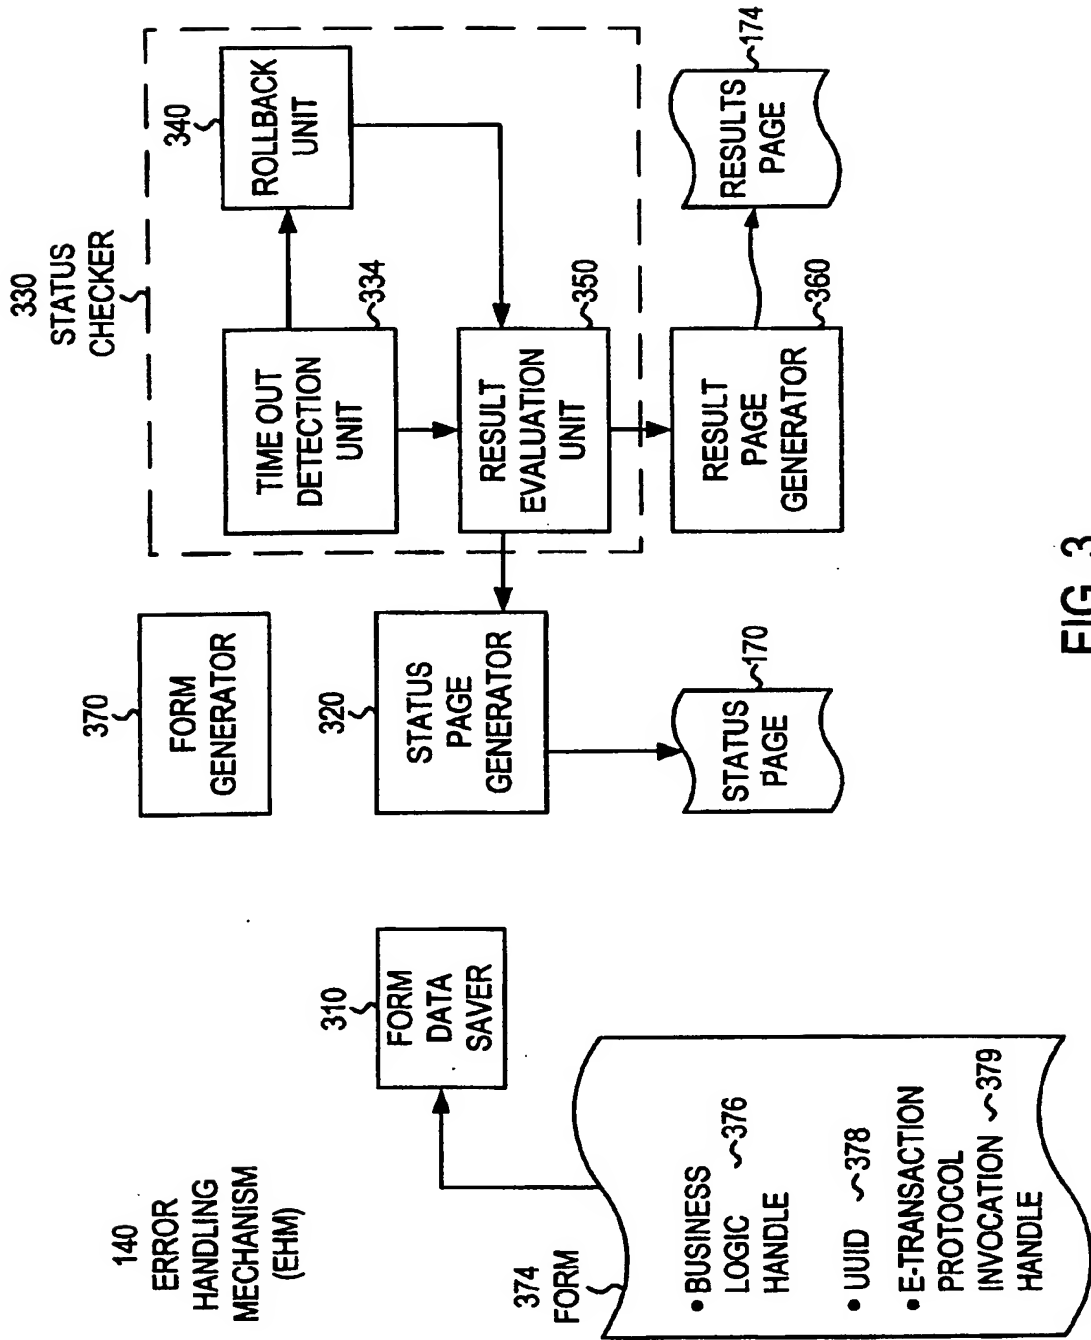 140
ERROR
HANDLING
MECHANISM
(EHM)
374
FORM
• BUSINESS
LOGIC 376
HANDLE
• UUID 378
• E-TRANSACTION
PROTOCOL
INVOCATION 379
HANDLE
310
FORM
DATA
SAVER
370
FORM
GENERATOR
320
STATUS
PAGE
GENERATOR
170
STATUS
PAGE
330
STATUS
CHECKER
334
TIME OUT
DETECTION
UNIT
340
ROLLBACK
UNIT
350
RESULT
EVALUATION
UNIT
360
RESULT
PAGE
GENERATOR
174
RESULTS
PAGE
FIG. 3